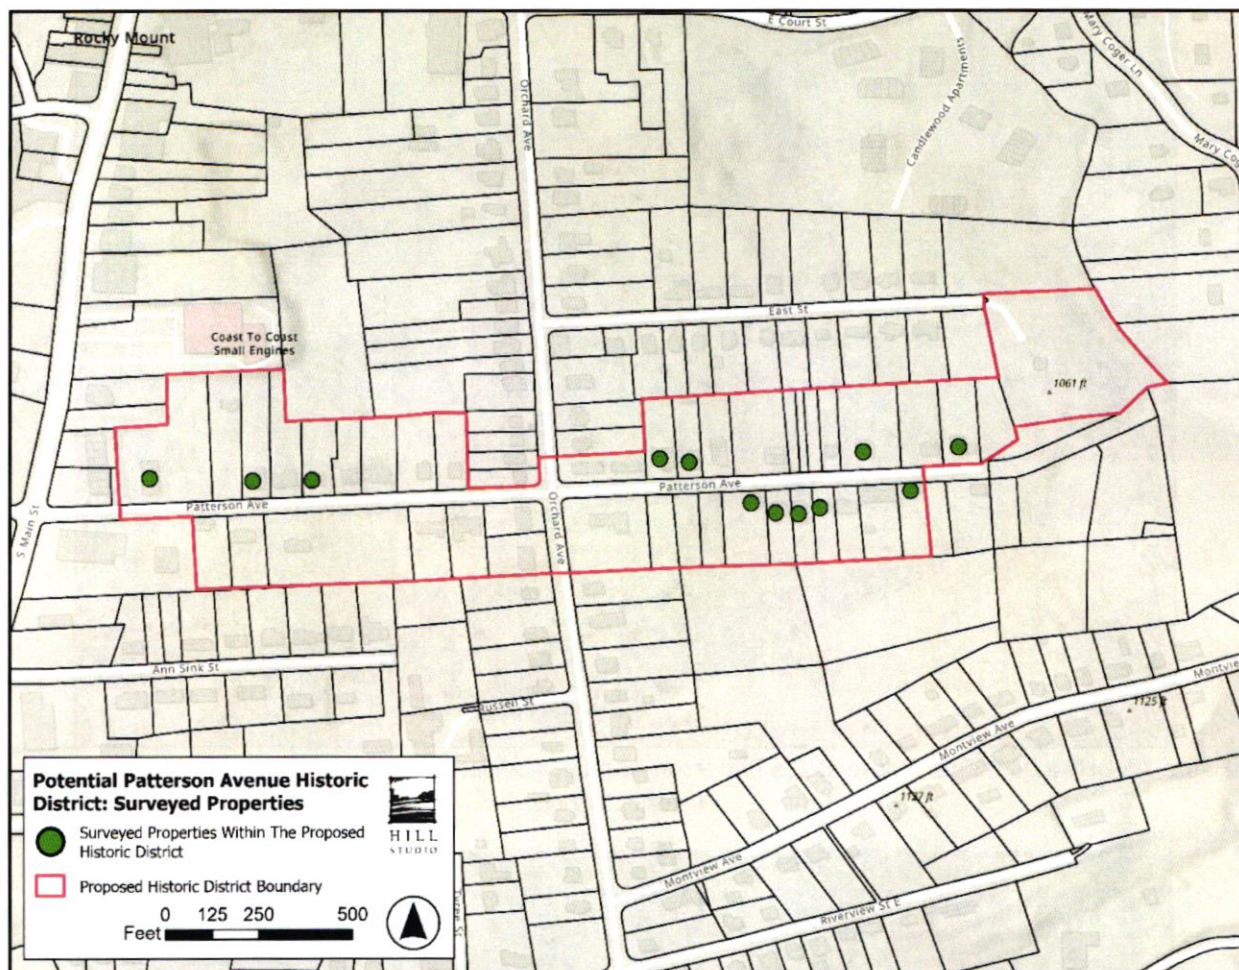 E Court St
Rocky Mount
Mary Coger Ln
Orchard Ave
Candlewood Apartments
Mary Cog
East St
Coast To Coast
Small Engines
1061 ft
Patterson Ave
Patterson Ave
Orchard Ave
S Main St
Ann Sink St
Russell St
Montvie
1125 ft
Montview Ave
1127 ft
Montview Ave
Riverview St E
Potential Patterson Avenue Historic
District: Surveyed Properties
HILL
STUDIO
Surveyed Properties Within The Proposed
Historic District
Proposed Historic District Boundary
0 125 250 500
Feet